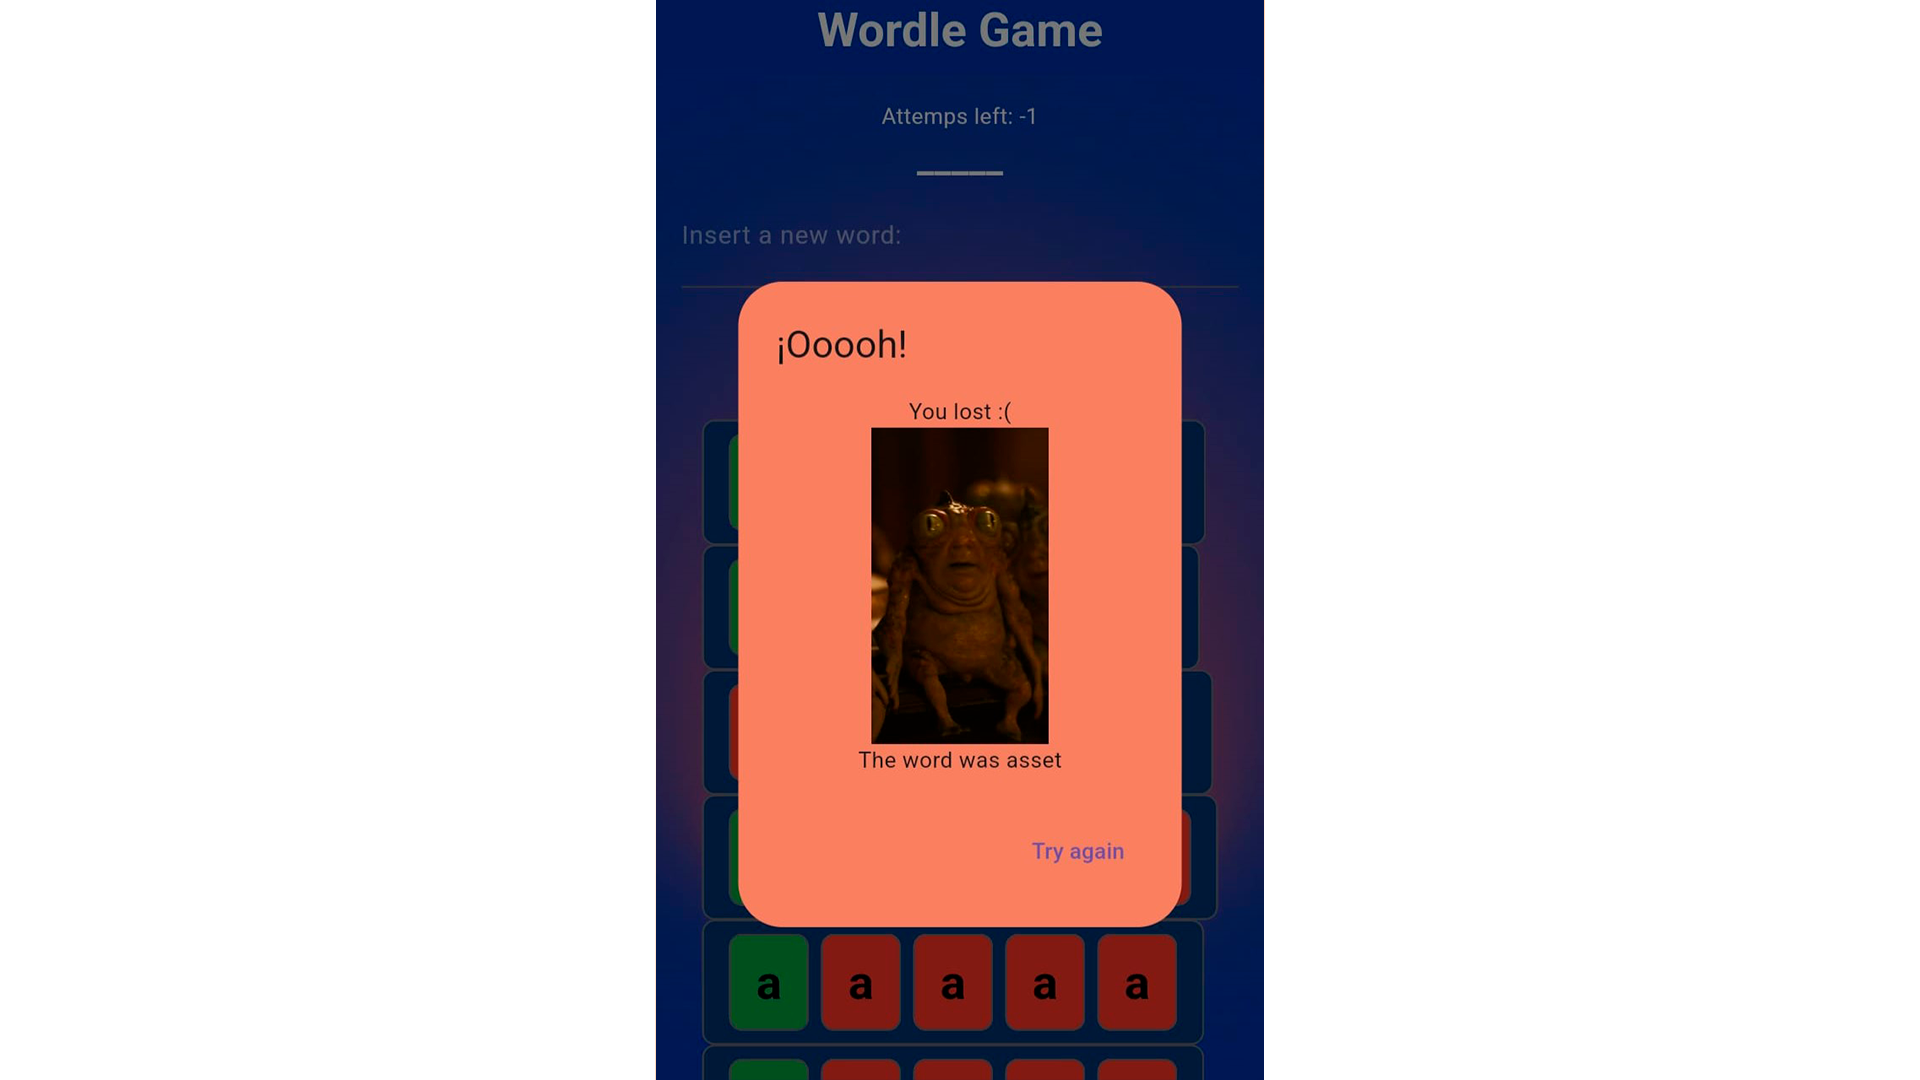 Wordle Game
Attemps left: -1
_____
Insert a new word:
¡Ooooh!
You lost :(
The word was asset
Try again
a a a a a